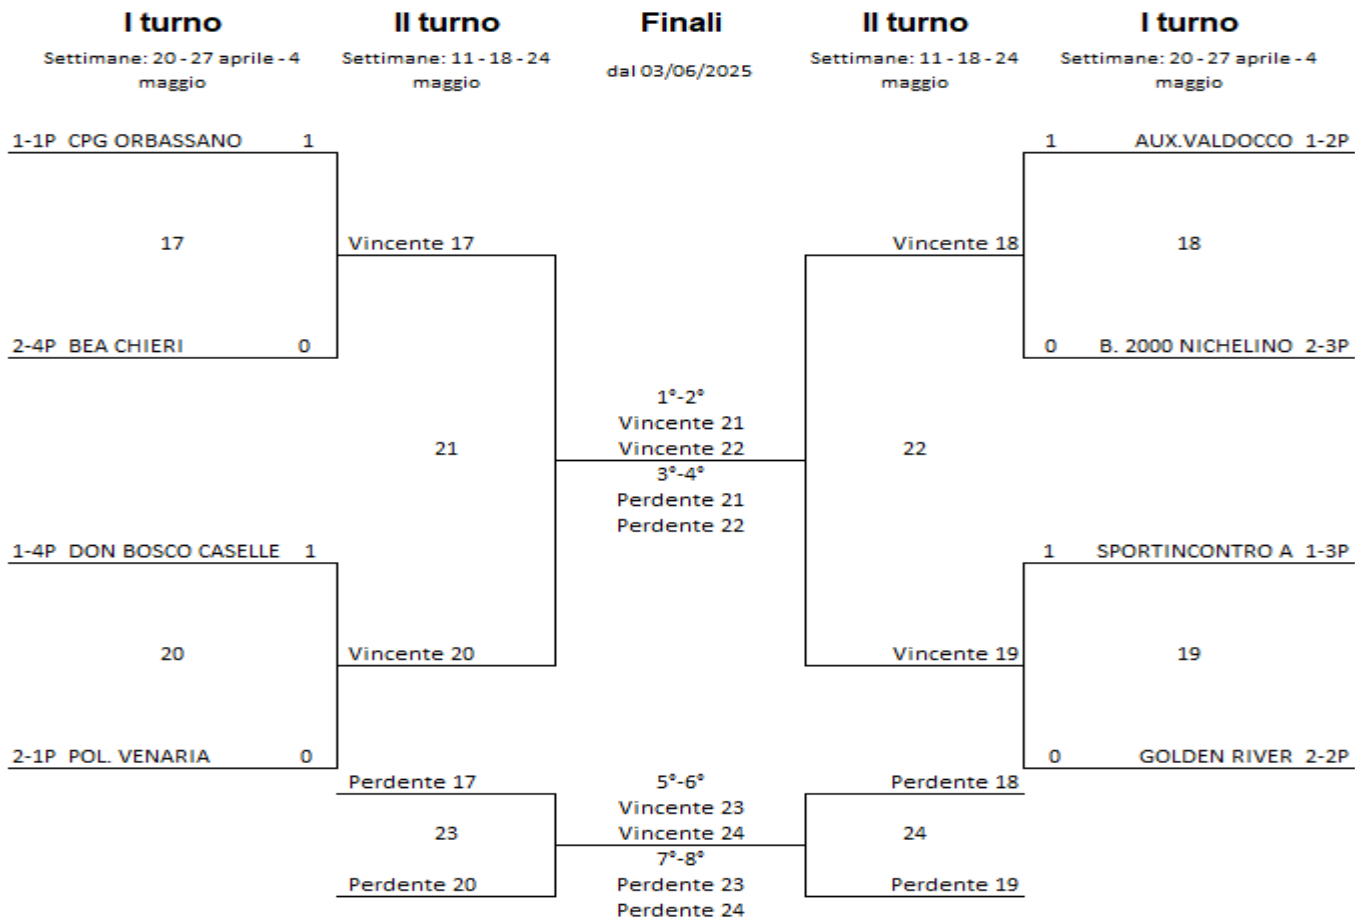 I turno II turno Finali II turno I turno
Settimane: 20 - 27 aprile - 4 maggio
Settimane: 11 - 18 - 24 maggio
dal 03/06/2025
Settimane: 11 - 18 - 24 maggio
Settimane: 20 - 27 aprile - 4 maggio
1-1P CPG ORBASSANO 1
1 AUX.VALDOCCO 1-2P
17
Vincente 17
Vincente 18
18
2-4P BEA CHIERI 0
0 B. 2000 NICHELINO 2-3P
1°-2°
Vincente 21
21
Vincente 22
22
3°-4°
Perdente 21
Perdente 22
1-4P DON BOSCO CASELLE 1
1 SPORTINCONTRO A 1-3P
20
Vincente 20
Vincente 19
19
2-1P POL. VENARIA 0
0 GOLDEN RIVER 2-2P
Perdente 17
5°-6°
Perdente 18
Vincente 23
23
Vincente 24
24
7°-8°
Perdente 20
Perdente 23
Perdente 19
Perdente 24